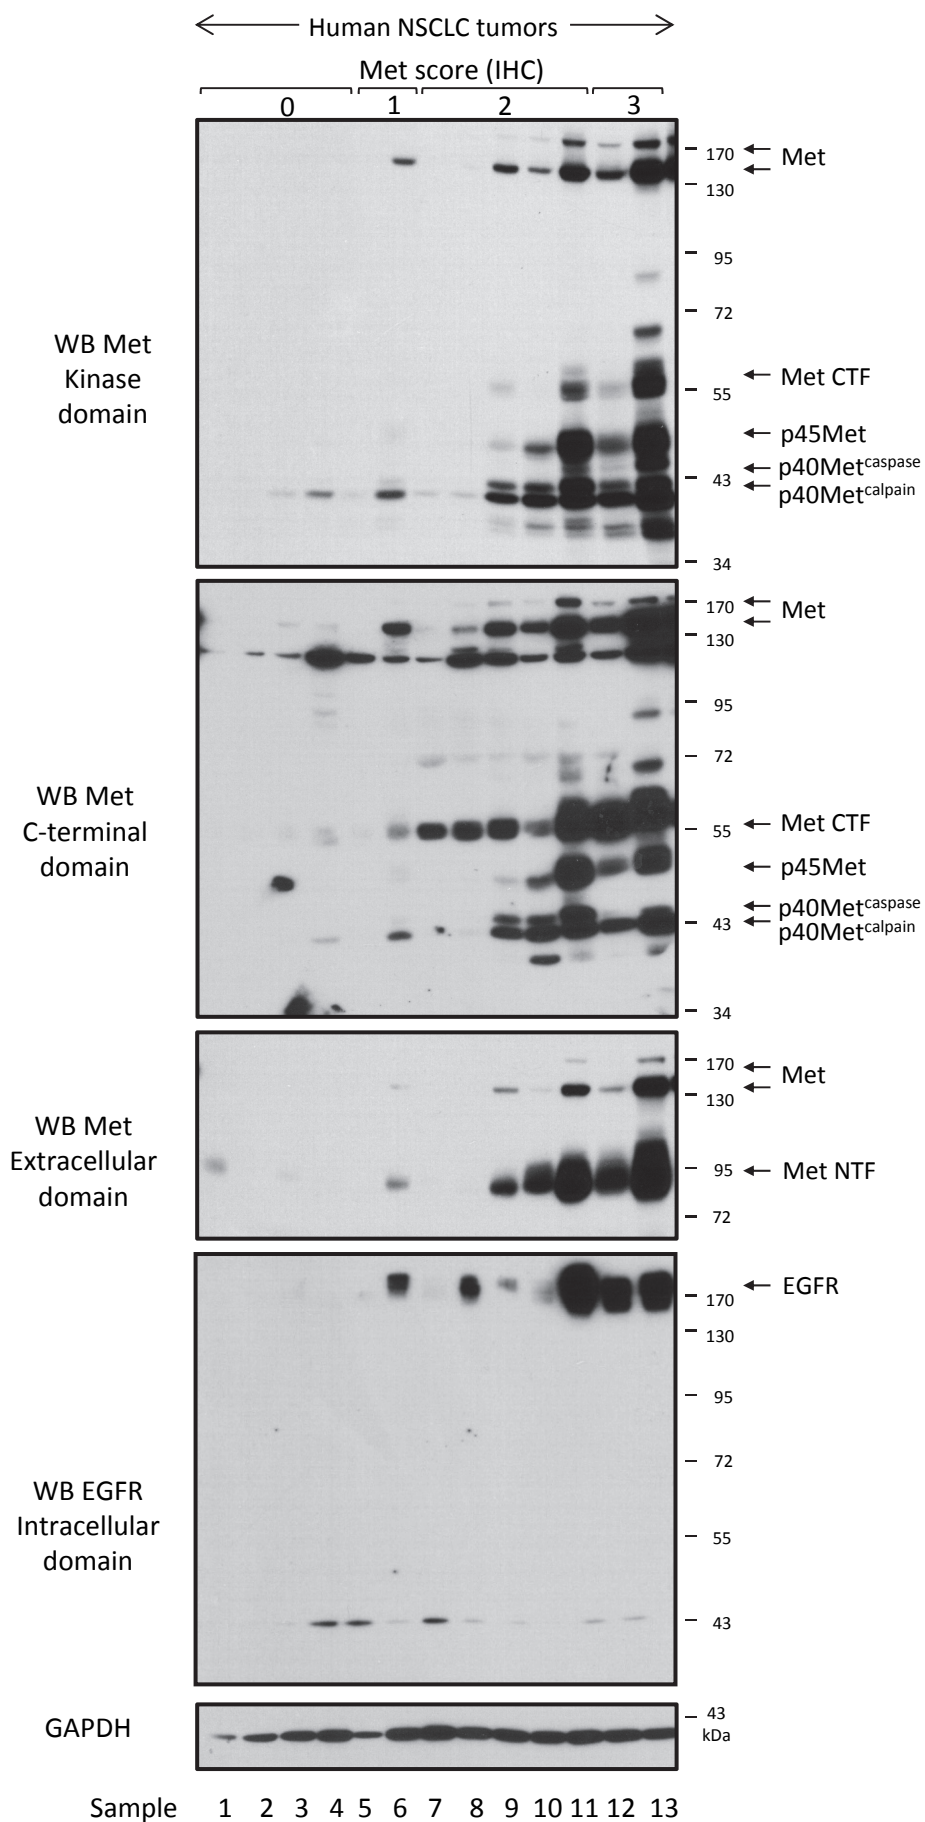 Human NSCLC tumors
Met score (IHC)
0 1 2 3
WB Met
Kinase
domain
170
130
95
72
55
43
34
Met
Met CTF
p45Met
p40Met^caspase
p40Met^calpain
WB Met
C-terminal
domain
170
130
95
72
55
43
34
Met
Met CTF
p45Met
p40Met^caspase
p40Met^calpain
WB Met
Extracellular
domain
170
130
95
72
Met
Met NTF
WB EGFR
Intracellular
domain
170
130
95
72
55
43
EGFR
GAPDH
43
kDa
Sample 1 2 3 4 5 6 7 8 9 10 11 12 13